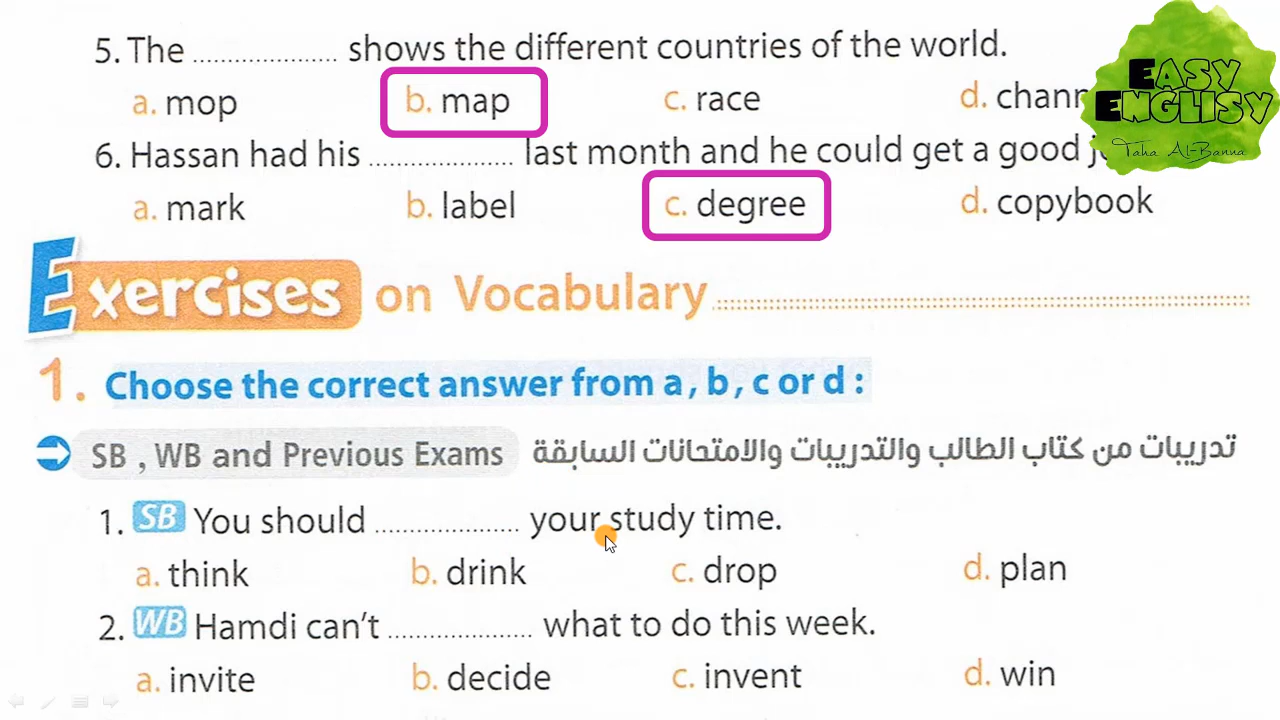 5. The ..................... shows the different countries of the world.
a. mop b. map c. race d. chann
6. Hassan had his ..................... last month and he could get a good
a. mark b. label c. degree d. copybook
EASY
ENGLISY
Taha Al-Banna
Exercises on Vocabulary
1. Choose the correct answer from a, b, c or d :
SB , WB and Previous Exams تدريبات من كتاب الطالب والتدريبات والامتحانات السابقة
1. SB You should ..................... your study time.
a. think b. drink c. drop d. plan
2. WB Hamdi can't ..................... what to do this week.
a. invite b. decide c. invent d. win